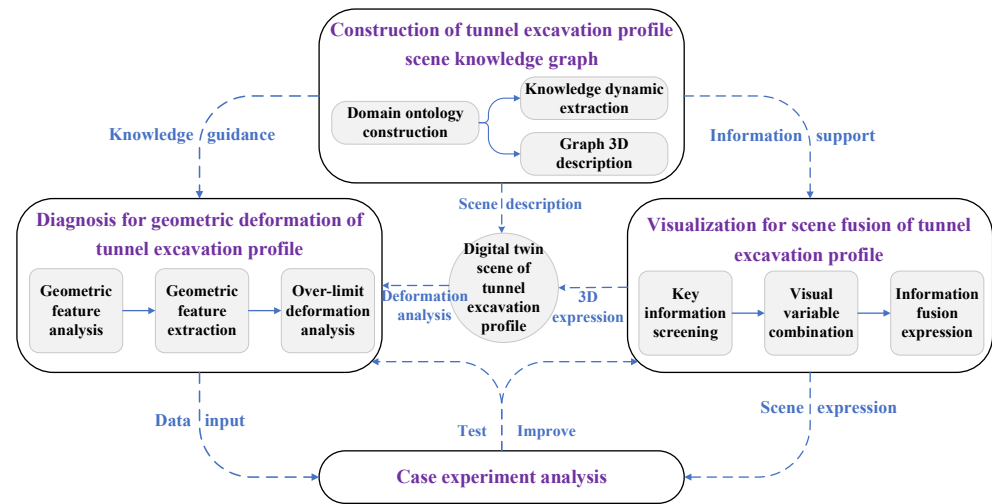 Construction of tunnel excavation profile
scene knowledge graph
Domain ontology
construction
Knowledge dynamic
extraction
Graph 3D
description
Knowledge guidance
Information support
Scene description
Diagnosis for geometric deformation of
tunnel excavation profile
Geometric
feature
analysis
Geometric
feature
extraction
Over-limit
deformation
analysis
Deformation
analysis
Digital twin
scene of
tunnel
excavation
profile
3D
expression
Visualization for scene fusion of tunnel
excavation profile
Key
information
screening
Visual
variable
combination
Information
fusion
expression
Data input
Test Improve
Scene expression
Case experiment analysis